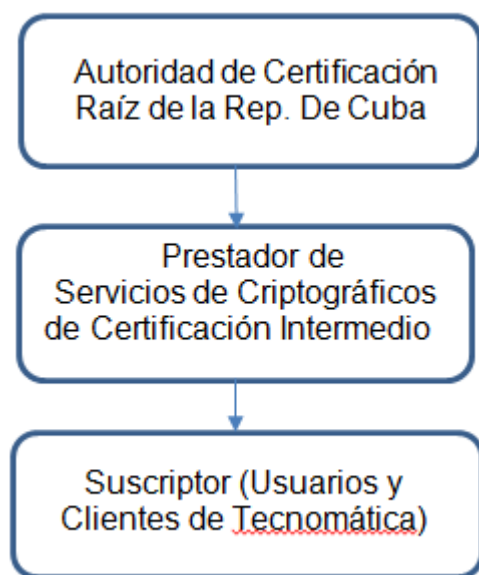 Autoridad de Certificación
Raíz de la Rep. De Cuba
Prestador de
Servicios de Criptográficos
de Certificación Intermedio
Suscriptor (Usuarios y
Clientes de Tecnomática)